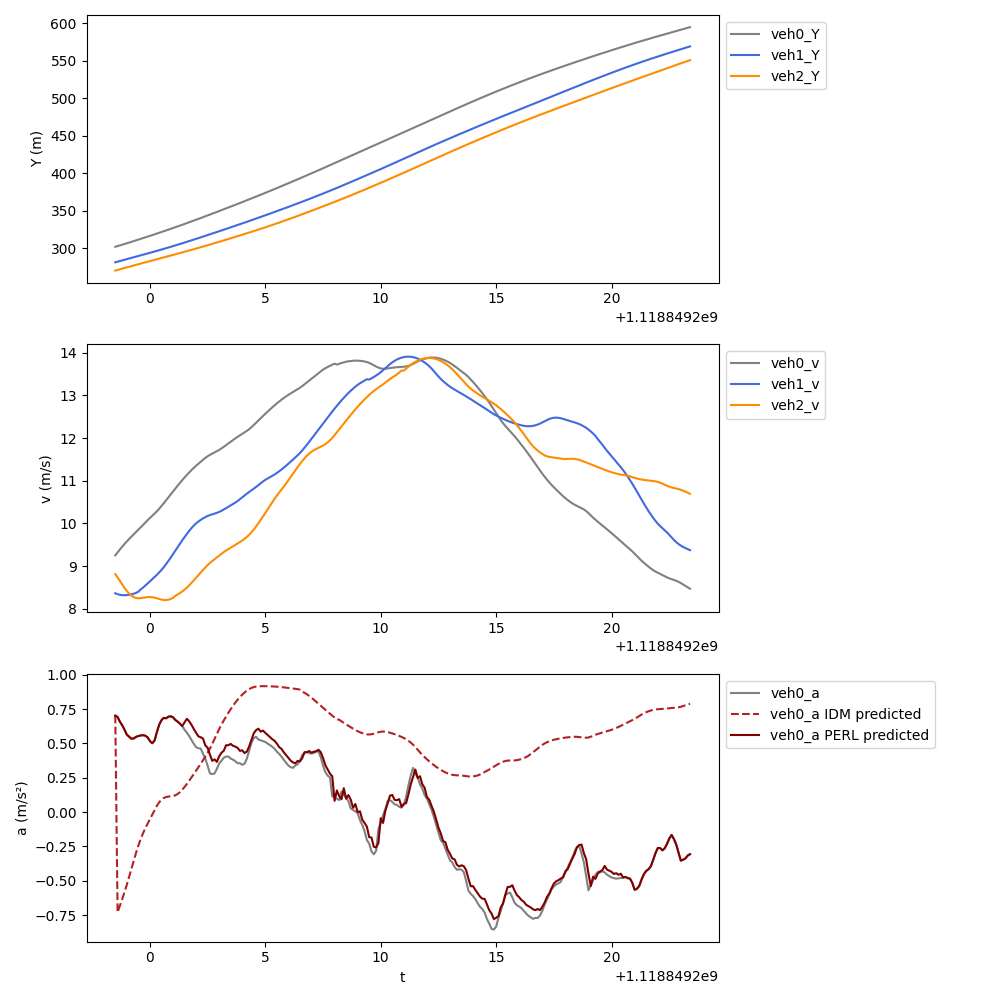 600
550
500
450
400
350
300
Y (m)
0 5 10 15 20
+1.1188492e9
veh0_Y
veh1_Y
veh2_Y
14
13
12
11
10
9
8
v (m/s)
0 5 10 15 20
+1.1188492e9
veh0_v
veh1_v
veh2_v
1.00
0.75
0.50
0.25
0.00
−0.25
−0.50
−0.75
a (m/s²)
0 5 10 15 20
t
+1.1188492e9
veh0_a
veh0_a IDM predicted
veh0_a PERL predicted